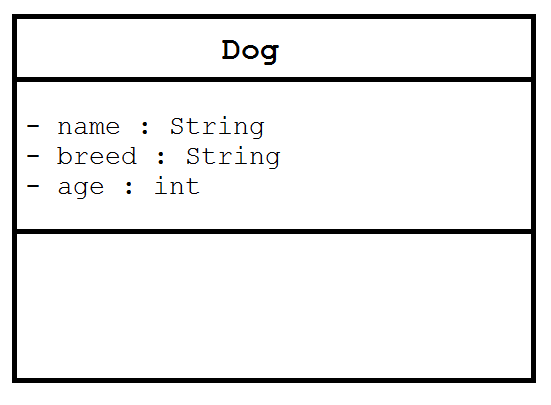 Dog
- name : String
- breed : String
- age : int